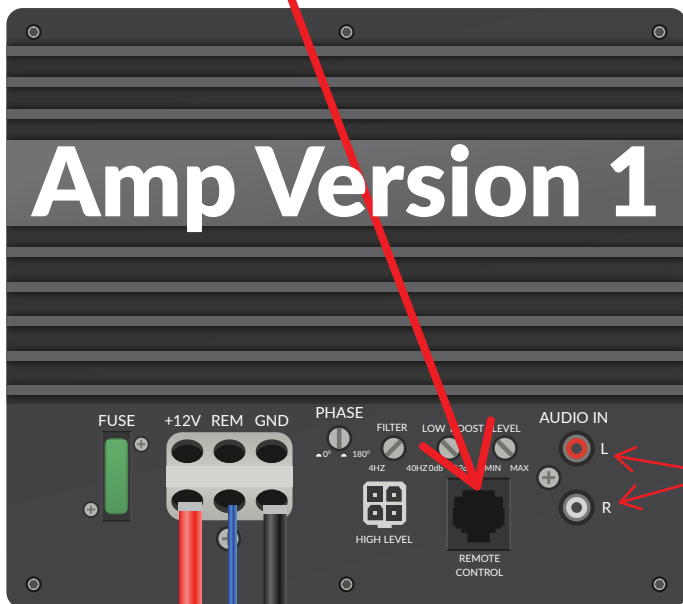 Amp Version 1
FUSE
+12V REM GND
PHASE
0° 180°
FILTER
4HZ 40HZ
LOW BOOST
0db
LEVEL
MIN MAX
HIGH LEVEL
REMOTE
CONTROL
AUDIO IN
L
R